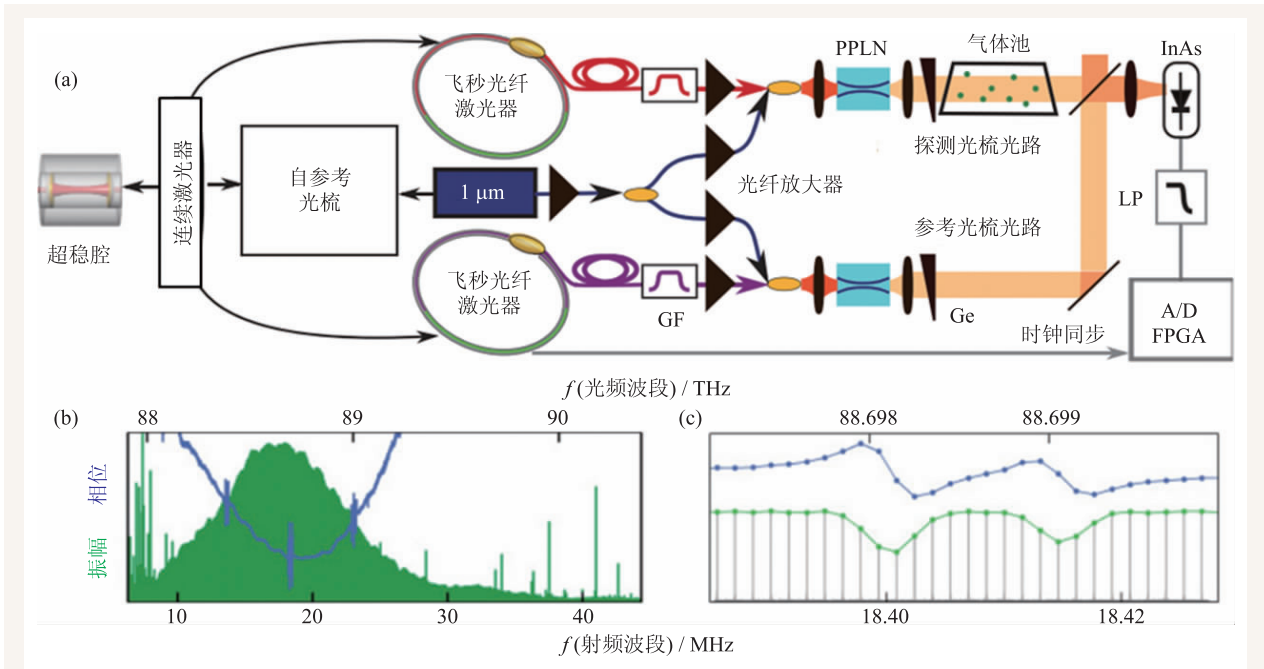 (a)
飞秒光纤
激光器
PPLN
气体池
InAs
超稳腔
连续激光器
自参考
光梳
1 μm
光纤放大器
探测光梳光路
LP
参考光梳光路
飞秒光纤
激光器
GF
Ge
时钟同步
A/D
FPGA
f (光频波段) / THz
(b)
88
89
90
(c)
88.698
88.699
相位
振幅
10
20
30
40
18.40
18.42
f (射频波段) / MHz